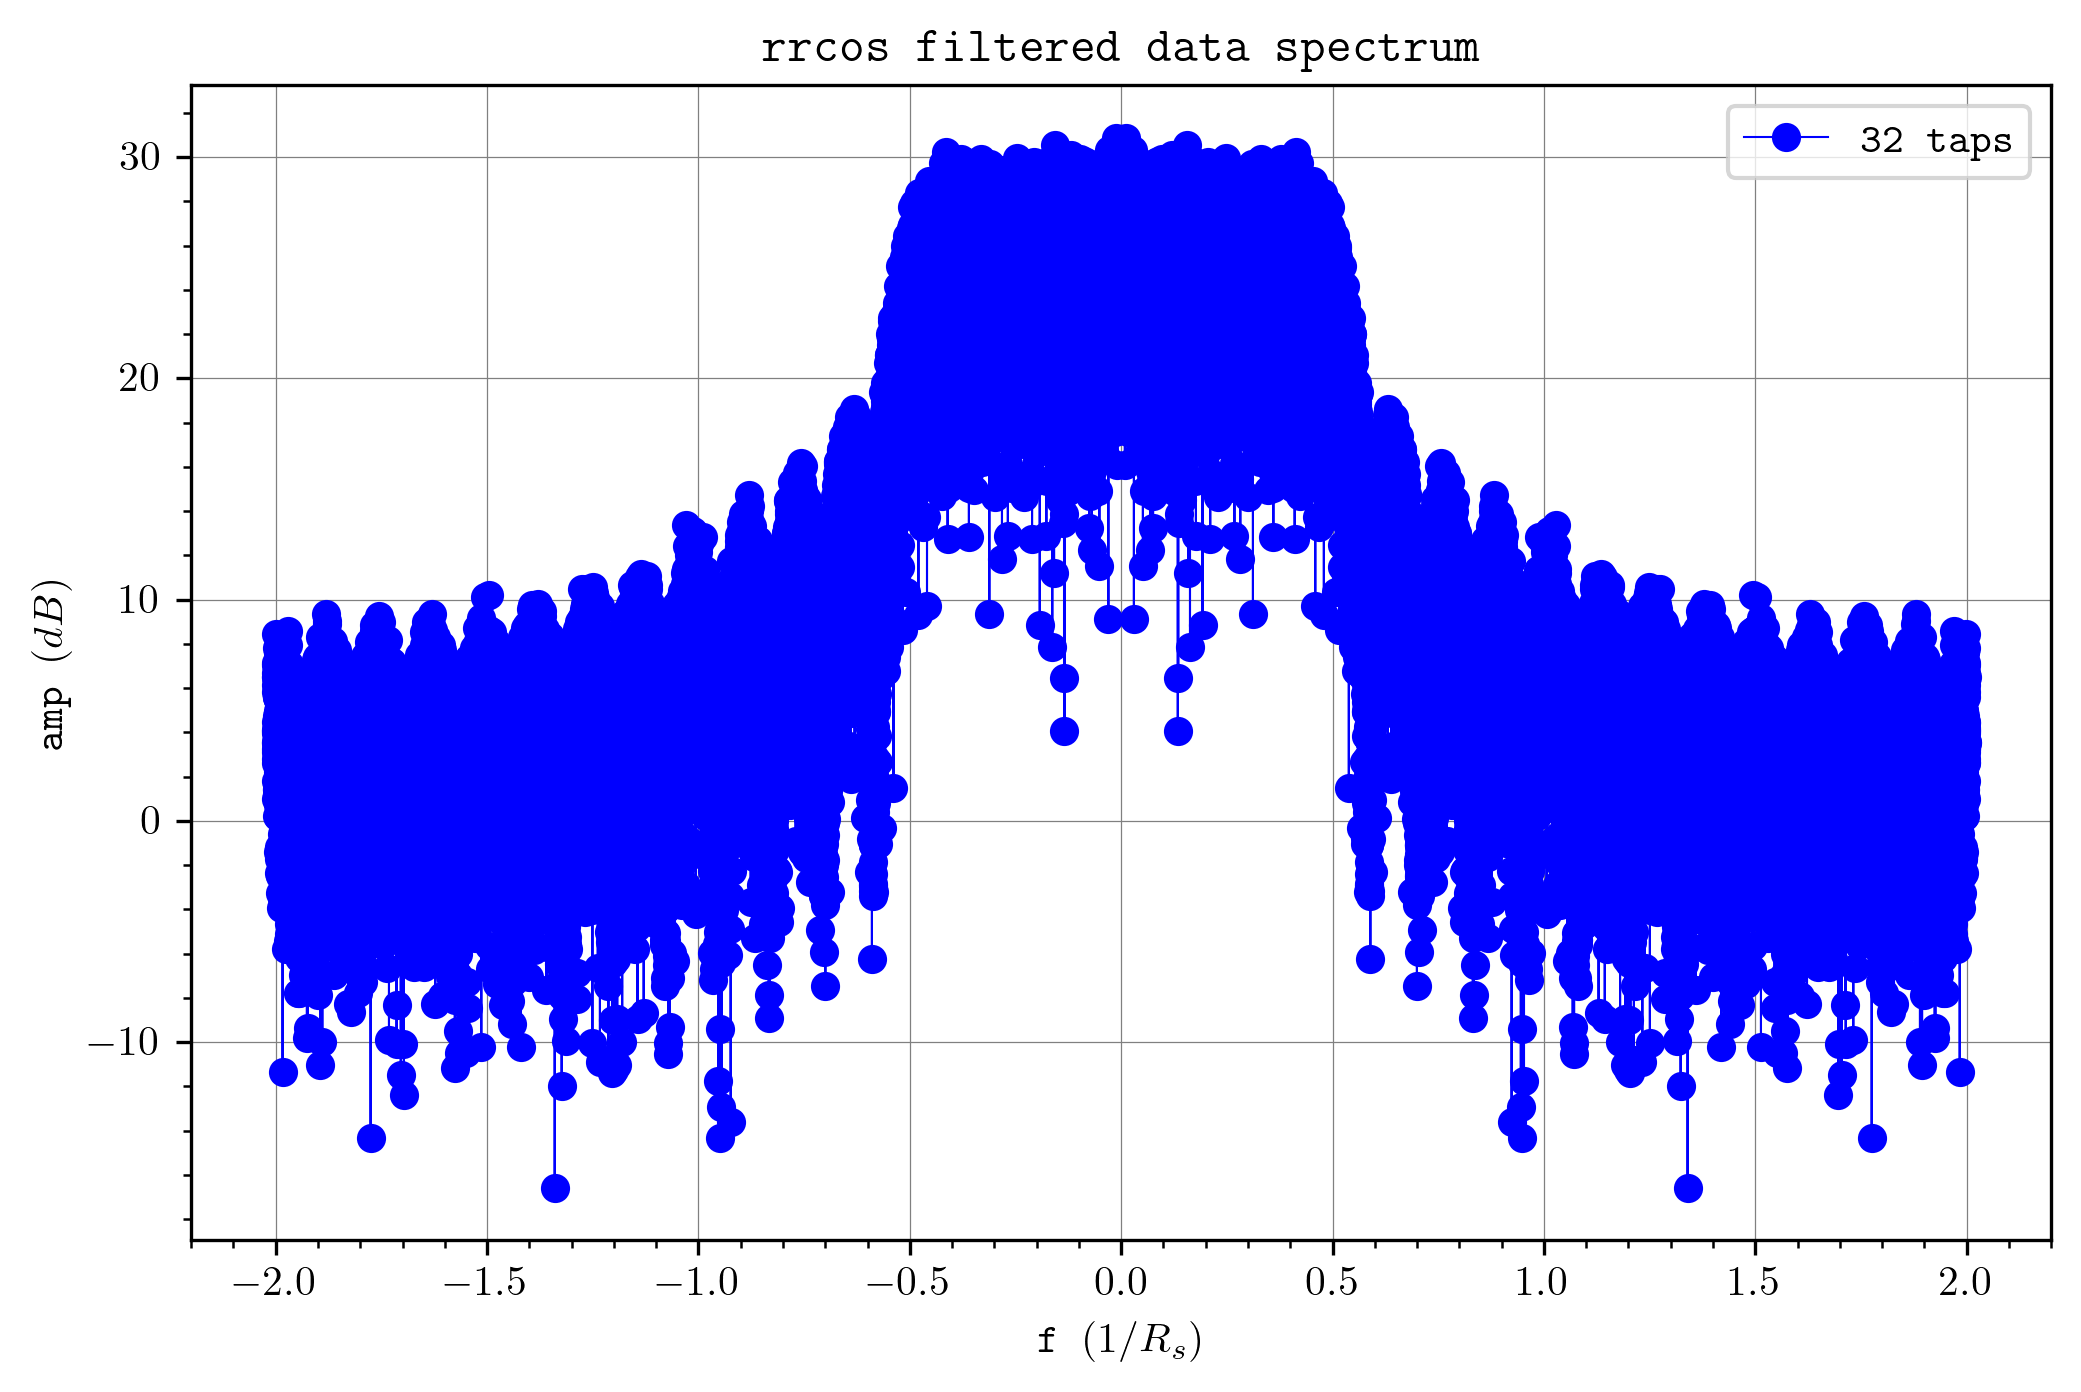 rrcos filtered data spectrum
32 taps
30
20
10
0
−10
amp (dB)
−2.0 −1.5 −1.0 −0.5 0.0 0.5 1.0 1.5 2.0
f (1/R_s)